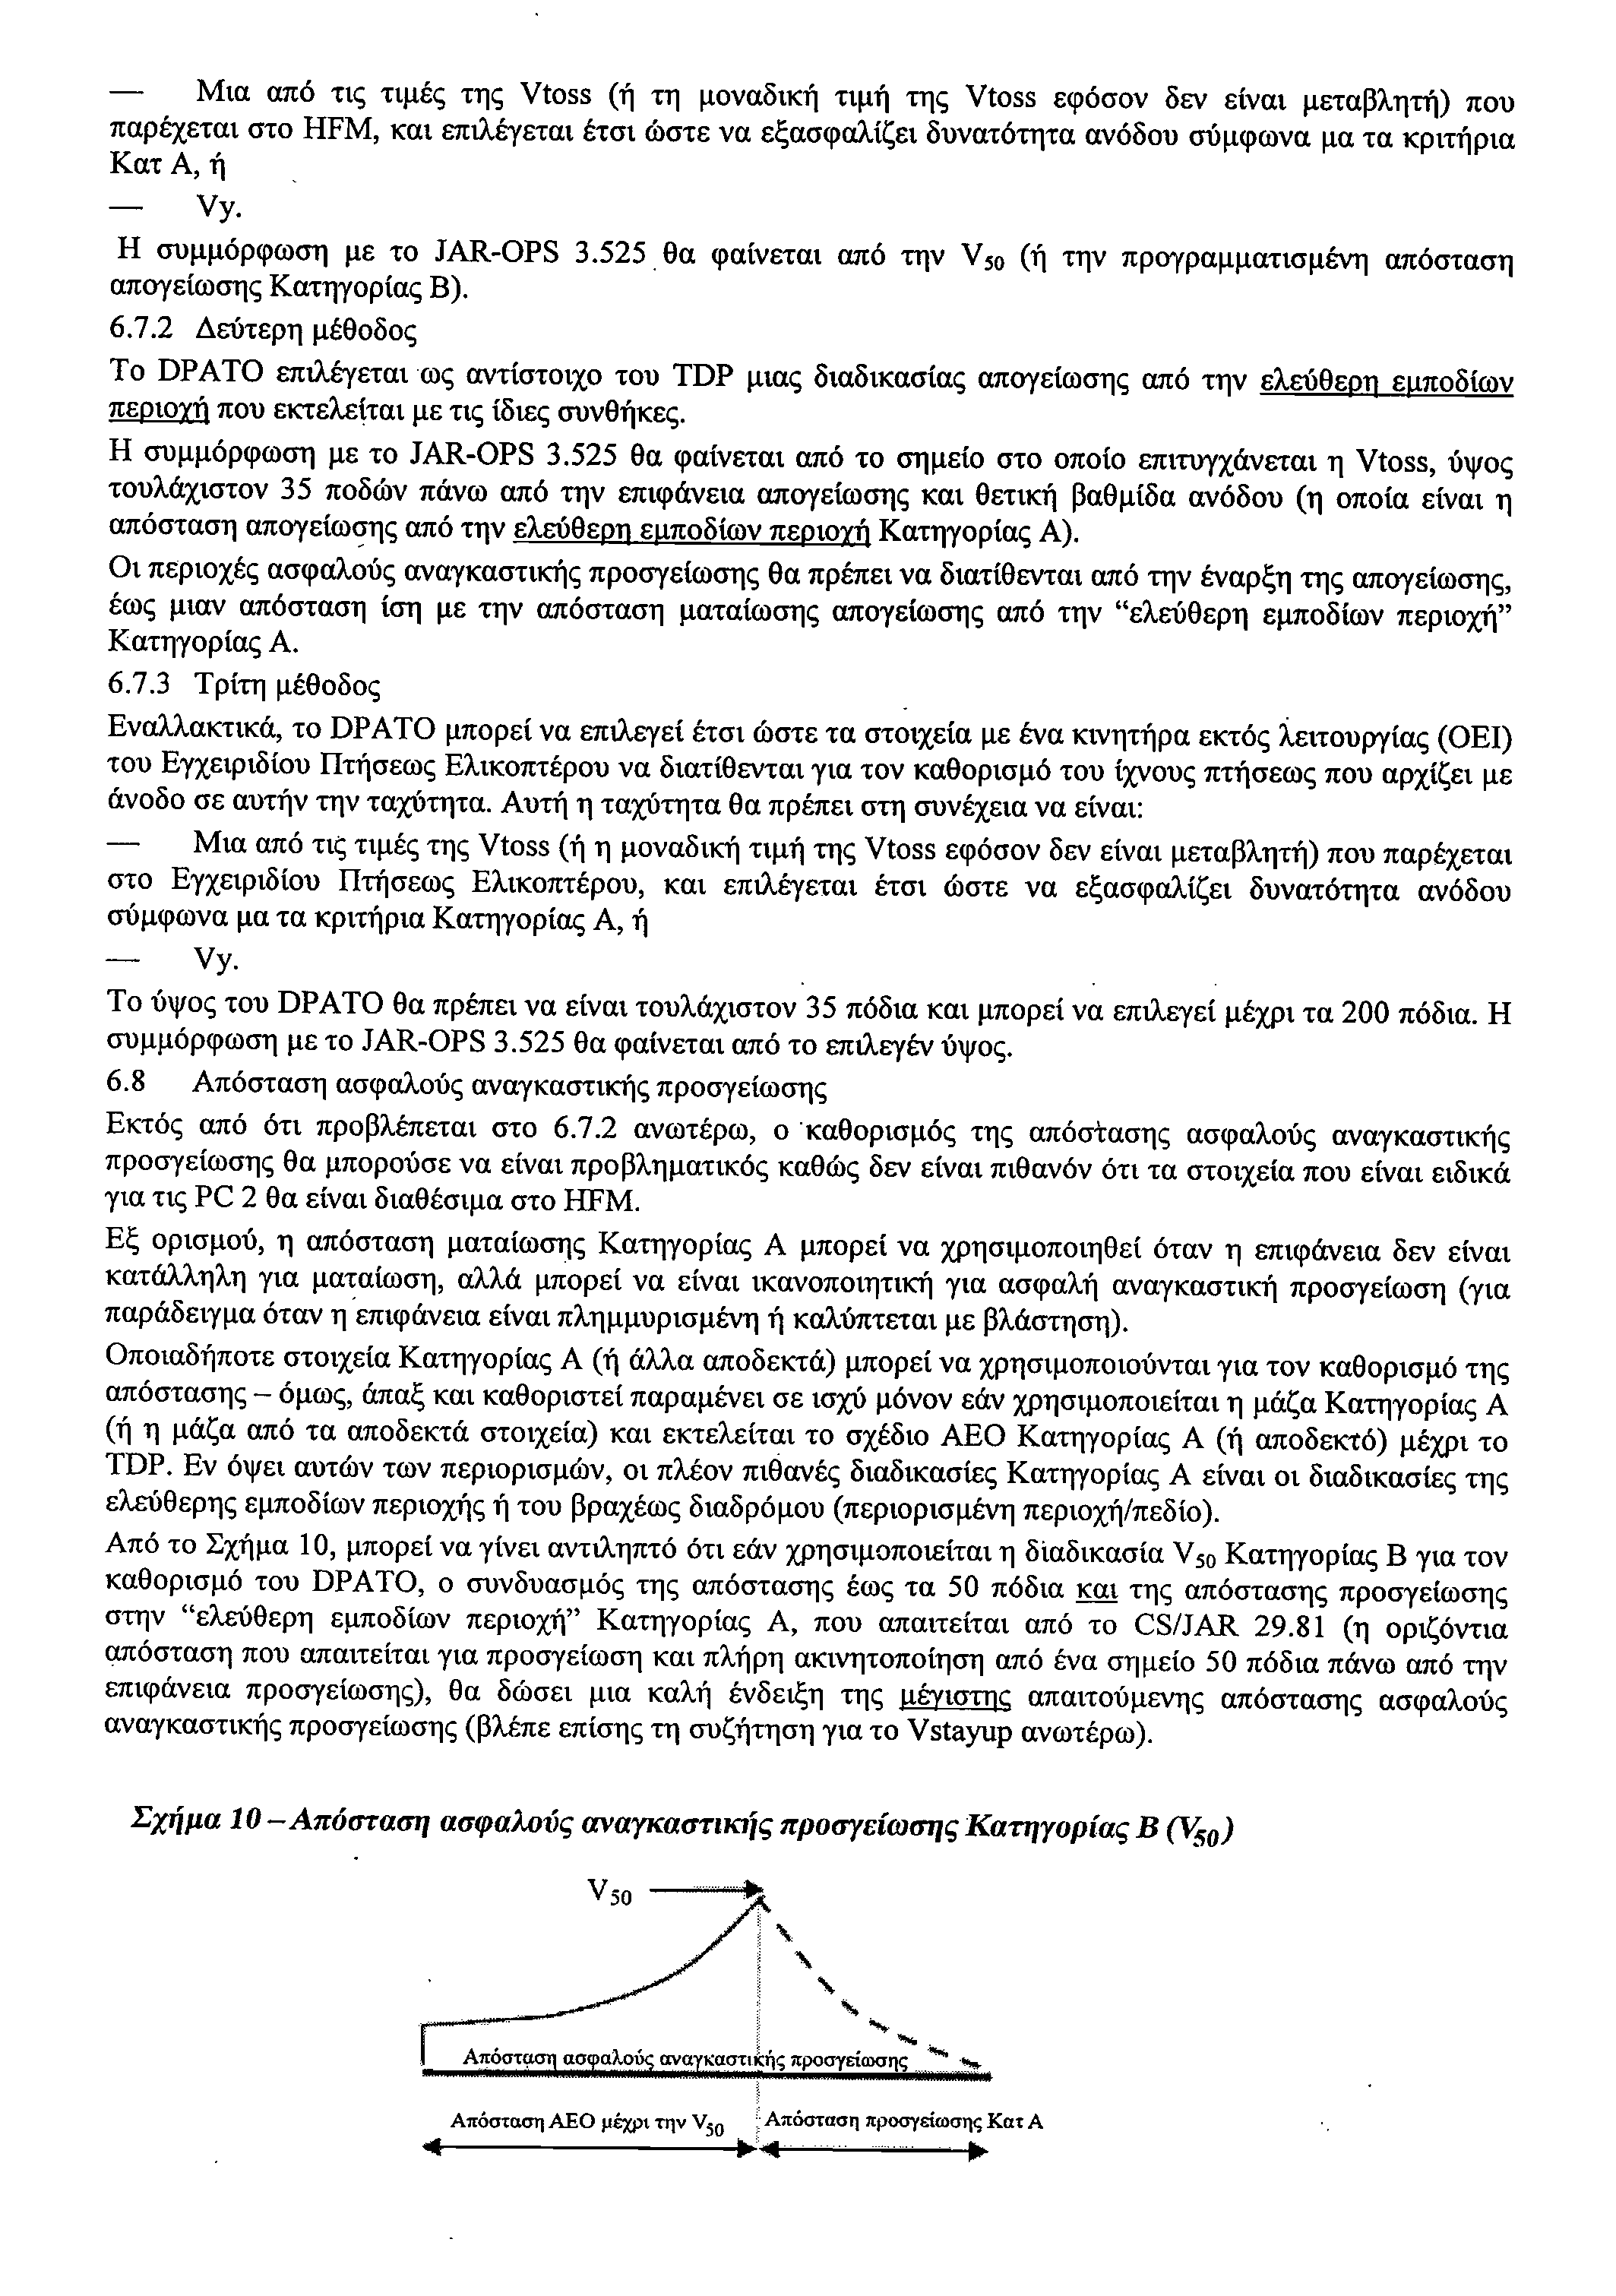 — Μια από τις τιμές της Vtoss (ή τη μοναδική τιμή της Vtoss εφόσον δεν είναι μεταβλητή) που
παρέχεται στο HFM, και επιλέγεται έτσι ώστε να εξασφαλίζει δυνατότητα ανόδου σύμφωνα μα τα κριτήρια
Κατ Α, ή
— Vy.
Η συμμόρφωση με το JAR-OPS 3.525 θα φαίνεται από την V50 (ή την προγραμματισμένη απόσταση
απογείωσης Κατηγορίας Β).
6.7.2 Δεύτερη μέθοδος
Το DPATO επιλέγεται ως αντίστοιχο του TDP μιας διαδικασίας απογείωσης από την ελεύθερη εμποδίων
περιοχή που εκτελείται με τις ίδιες συνθήκες.
Η συμμόρφωση με το JAR-OPS 3.525 θα φαίνεται από το σημείο στο οποίο επιτυγχάνεται η Vtoss, ύψος
τουλάχιστον 35 ποδών πάνω από την επιφάνεια απογείωσης και θετική βαθμίδα ανόδου (η οποία είναι η
απόσταση απογείωσης από την ελεύθερη εμποδίων περιοχή Κατηγορίας Α).
Οι περιοχές ασφαλούς αναγκαστικής προσγείωσης θα πρέπει να διατίθενται από την έναρξη της απογείωσης,
έως μιαν απόσταση ίση με την απόσταση ματαίωσης απογείωσης από την “ελεύθερη εμποδίων περιοχή”
Κατηγορίας Α.
6.7.3 Τρίτη μέθοδος
Εναλλακτικά, το DPATO μπορεί να επιλεγεί έτσι ώστε τα στοιχεία με ένα κινητήρα εκτός λειτουργίας (OEI)
του Εγχειριδίου Πτήσεως Ελικοπτέρου να διατίθενται για τον καθορισμό του ίχνους πτήσεως που αρχίζει με
άνοδο σε αυτήν την ταχύτητα. Αυτή η ταχύτητα θα πρέπει στη συνέχεια να είναι:
— Μια από τις τιμές της Vtoss (ή η μοναδική τιμή της Vtoss εφόσον δεν είναι μεταβλητή) που παρέχεται
στο Εγχειριδίου Πτήσεως Ελικοπτέρου, και επιλέγεται έτσι ώστε να εξασφαλίζει δυνατότητα ανόδου
σύμφωνα μα τα κριτήρια Κατηγορίας Α, ή
— Vy.
Το ύψος του DPATO θα πρέπει να είναι τουλάχιστον 35 πόδια και μπορεί να επιλεγεί μέχρι τα 200 πόδια. Η
συμμόρφωση με το JAR-OPS 3.525 θα φαίνεται από το επιλεγέν ύψος.
6.8 Απόσταση ασφαλούς αναγκαστικής προσγείωσης
Εκτός από ότι προβλέπεται στο 6.7.2 ανωτέρω, ο καθορισμός της απόστασης ασφαλούς αναγκαστικής
προσγείωσης θα μπορούσε να είναι προβληματικός καθώς δεν είναι πιθανόν ότι τα στοιχεία που είναι ειδικά
για τις PC 2 θα είναι διαθέσιμα στο HFM.
Εξ ορισμού, η απόσταση ματαίωσης Κατηγορίας Α μπορεί να χρησιμοποιηθεί όταν η επιφάνεια δεν είναι
κατάλληλη για ματαίωση, αλλά μπορεί να είναι ικανοποιητική για ασφαλή αναγκαστική προσγείωση (για
παράδειγμα όταν η επιφάνεια είναι πλημμυρισμένη ή καλύπτεται με βλάστηση).
Οποιαδήποτε στοιχεία Κατηγορίας Α (ή άλλα αποδεκτά) μπορεί να χρησιμοποιούνται για τον καθορισμό της
απόστασης – όμως, άπαξ και καθοριστεί παραμένει σε ισχύ μόνον εάν χρησιμοποιείται η μάζα Κατηγορίας Α
(ή η μάζα από τα αποδεκτά στοιχεία) και εκτελείται το σχέδιο ΑΕΟ Κατηγορίας Α (ή αποδεκτό) μέχρι το
TDP. Εν όψει αυτών των περιορισμών, οι πλέον πιθανές διαδικασίες Κατηγορίας Α είναι οι διαδικασίες της
ελεύθερης εμποδίων περιοχής ή του βραχέως διαδρόμου (περιορισμένη περιοχή/πεδίο).
Από το Σχήμα 10, μπορεί να γίνει αντιληπτό ότι εάν χρησιμοποιείται η διαδικασία V50 Κατηγορίας Β για τον
καθορισμό του DPATO, ο συνδυασμός της απόστασης έως τα 50 πόδια και της απόστασης προσγείωσης
στην “ελεύθερη εμποδίων περιοχή” Κατηγορίας Α, που απαιτείται από το CS/JAR 29.81 (η οριζόντια
απόσταση που απαιτείται για προσγείωση και πλήρη ακινητοποίηση από ένα σημείο 50 πόδια πάνω από την
επιφάνεια προσγείωσης), θα δώσει μια καλή ένδειξη της μέγιστης απαιτούμενης απόστασης ασφαλούς
αναγκαστικής προσγείωσης (βλέπε επίσης τη συζήτηση για το Vstayup ανωτέρω).
Σχήμα 10 – Απόσταση ασφαλούς αναγκαστικής προσγείωσης Κατηγορίας Β (V50)
V50
Απόσταση ασφαλούς αναγκαστικής προσγείωσης
Απόσταση ΑΕΟ μέχρι την V50 Απόσταση προσγείωσης Κατ Α